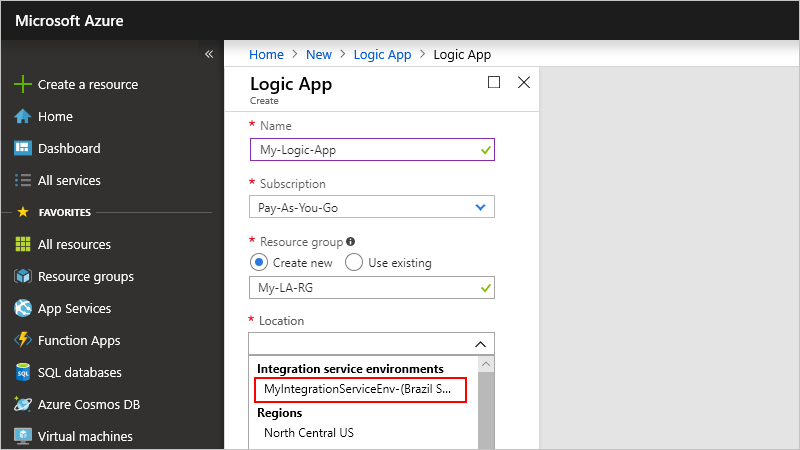 Microsoft Azure
«
Home > New > Logic App > Logic App
Create a resource
Home
Dashboard
All services
FAVORITES
All resources
Resource groups
App Services
Function Apps
SQL databases
Azure Cosmos DB
Virtual machines
Logic App
Create
* Name
My-Logic-App
* Subscription
Pay-As-You-Go
* Resource group
Create new Use existing
My-LA-RG
* Location
Integration service environments
MyIntegrationServiceEnv-(Brazil S...
Regions
North Central US